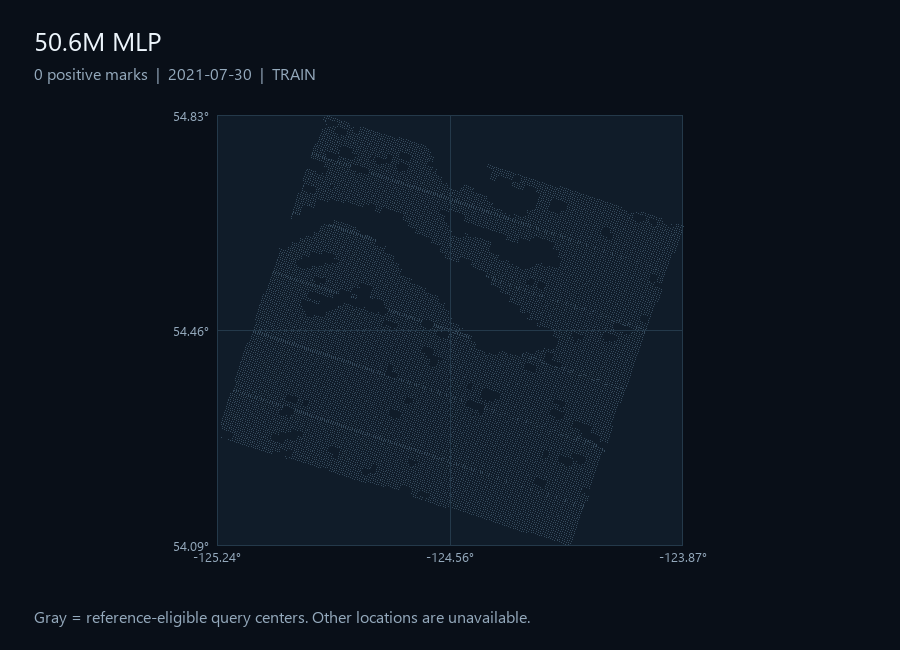 50.6M MLP
0 positive marks | 2021-07-30 | TRAIN
54.83°
54.46°
54.09°
-125.24°
-124.56°
-123.87°
Gray = reference-eligible query centers. Other locations are unavailable.